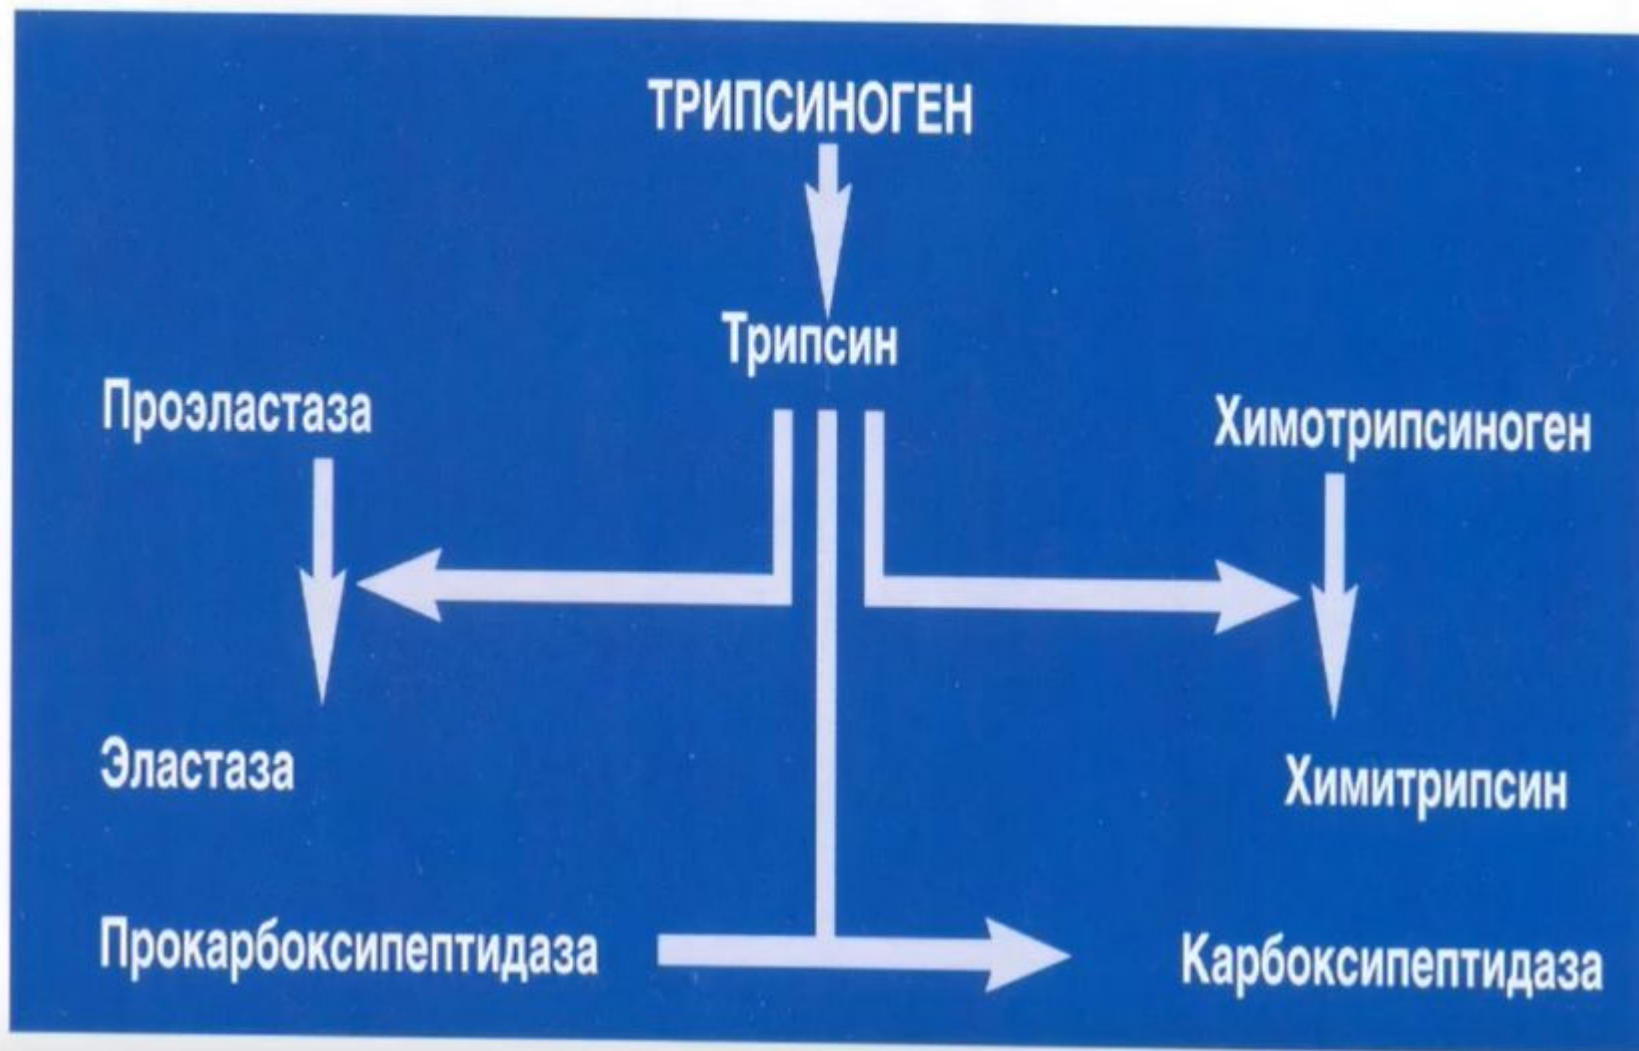 ТРИПСИНОГЕН
Трипсин
Проэластаза
Химотрипсиноген
Эластаза
Химитрипсин
Прокарбоксипептидаза
Карбоксипептидаза